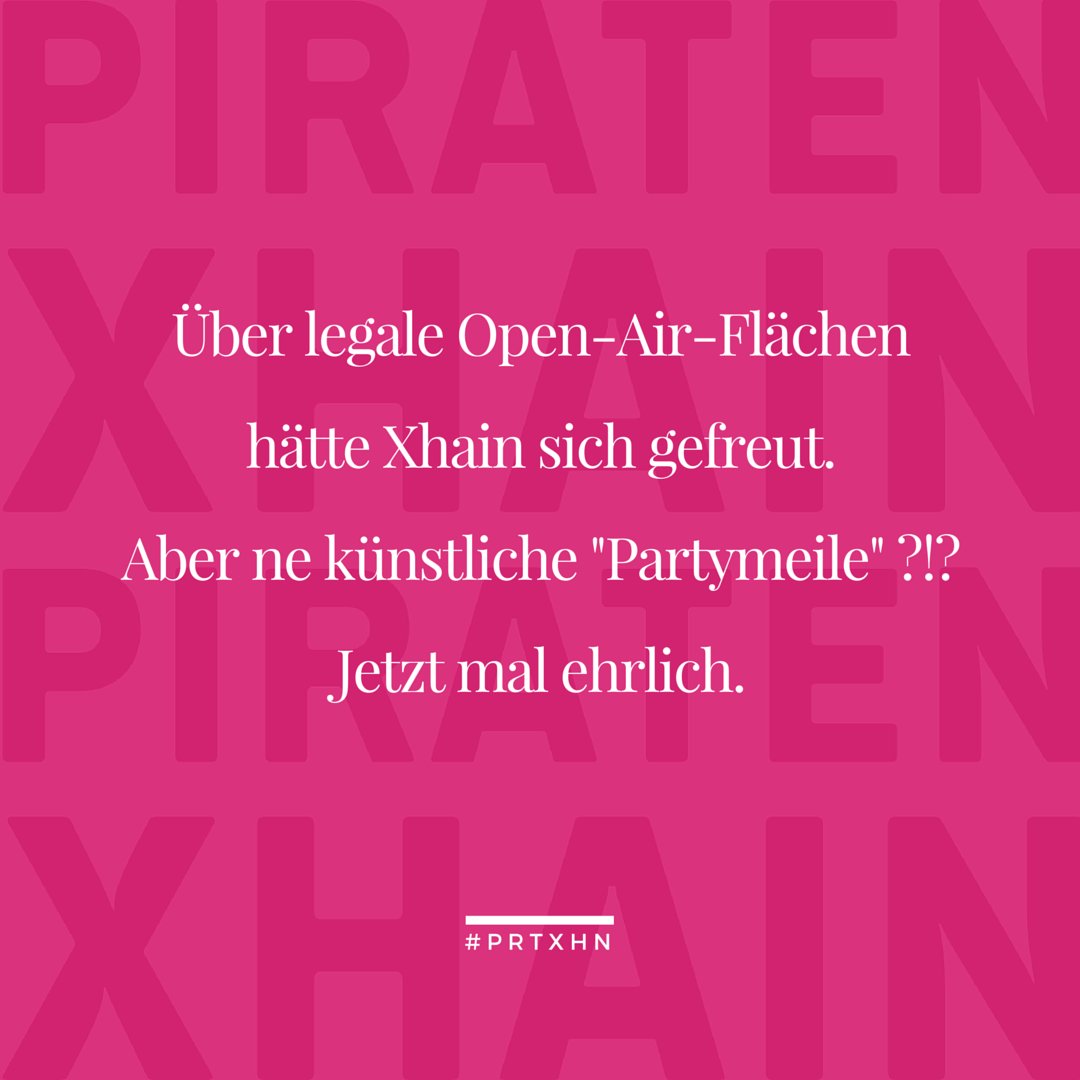 PIRATEN
XHAIN
Über legale Open-Air-Flächen
hätte Xhain sich gefreut.
Aber ne künstliche "Partymeile" ?!?
PIRATEN
Jetzt mal ehrlich.
XHAIN
#PRTXHN